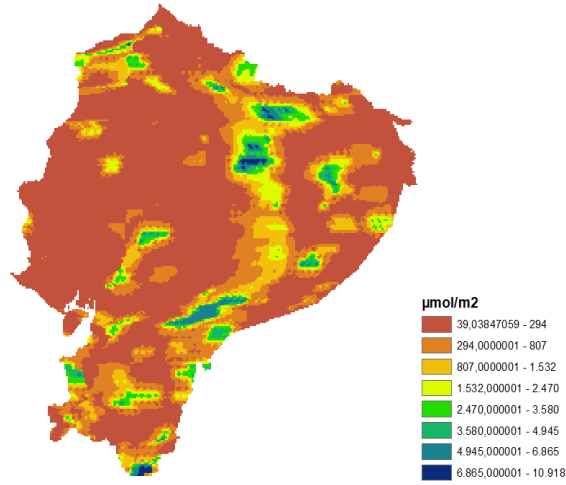 µmol/m2
39,03847059 - 294
294,0000001 - 807
807,0000001 - 1.532
1.532,000001 - 2.470
2.470,000001 - 3.580
3.580,000001 - 4.945
4.945,000001 - 6.865
6.865,000001 - 10.918